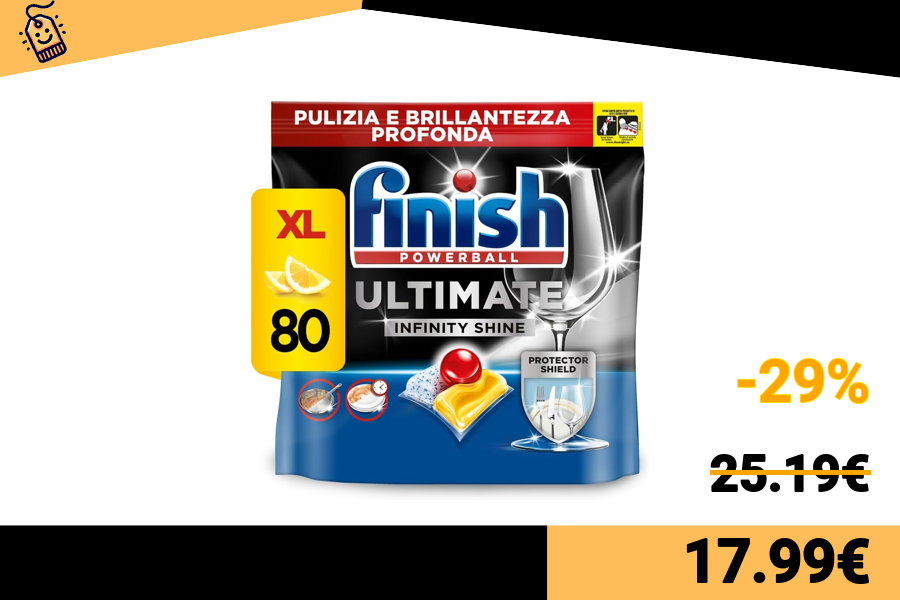 PULIZIA E BRILLANTEZZA
PROFONDA
XL
80
finish
POWERBALL
ULTIMATE
INFINITY SHINE
PROTECTOR
SHIELD
-29%
25.19€
17.99€